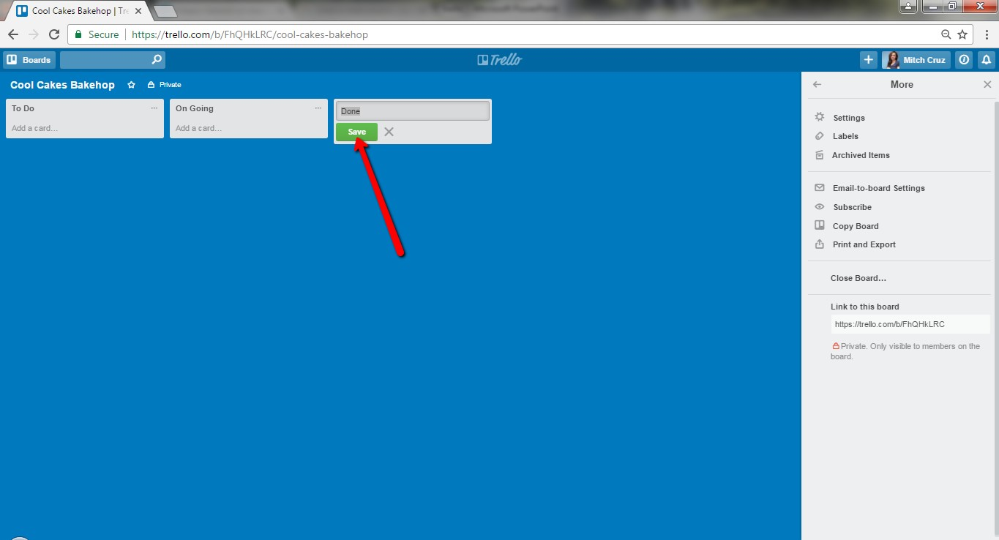 Cool Cakes Bakehop | Tre
Secure https://trello.com/b/FhQHkLRC/cool-cakes-bakehop
Boards
Trello
Mitch Cruz
Cool Cakes Bakehop
Private
To Do
Add a card…
On Going
Add a card…
Done
Save
More
Settings
Labels
Archived Items
Email-to-board Settings
Subscribe
Copy Board
Print and Export
Close Board…
Link to this board
https://trello.com/b/FhQHkLRC
Private. Only visible to members on the
board.